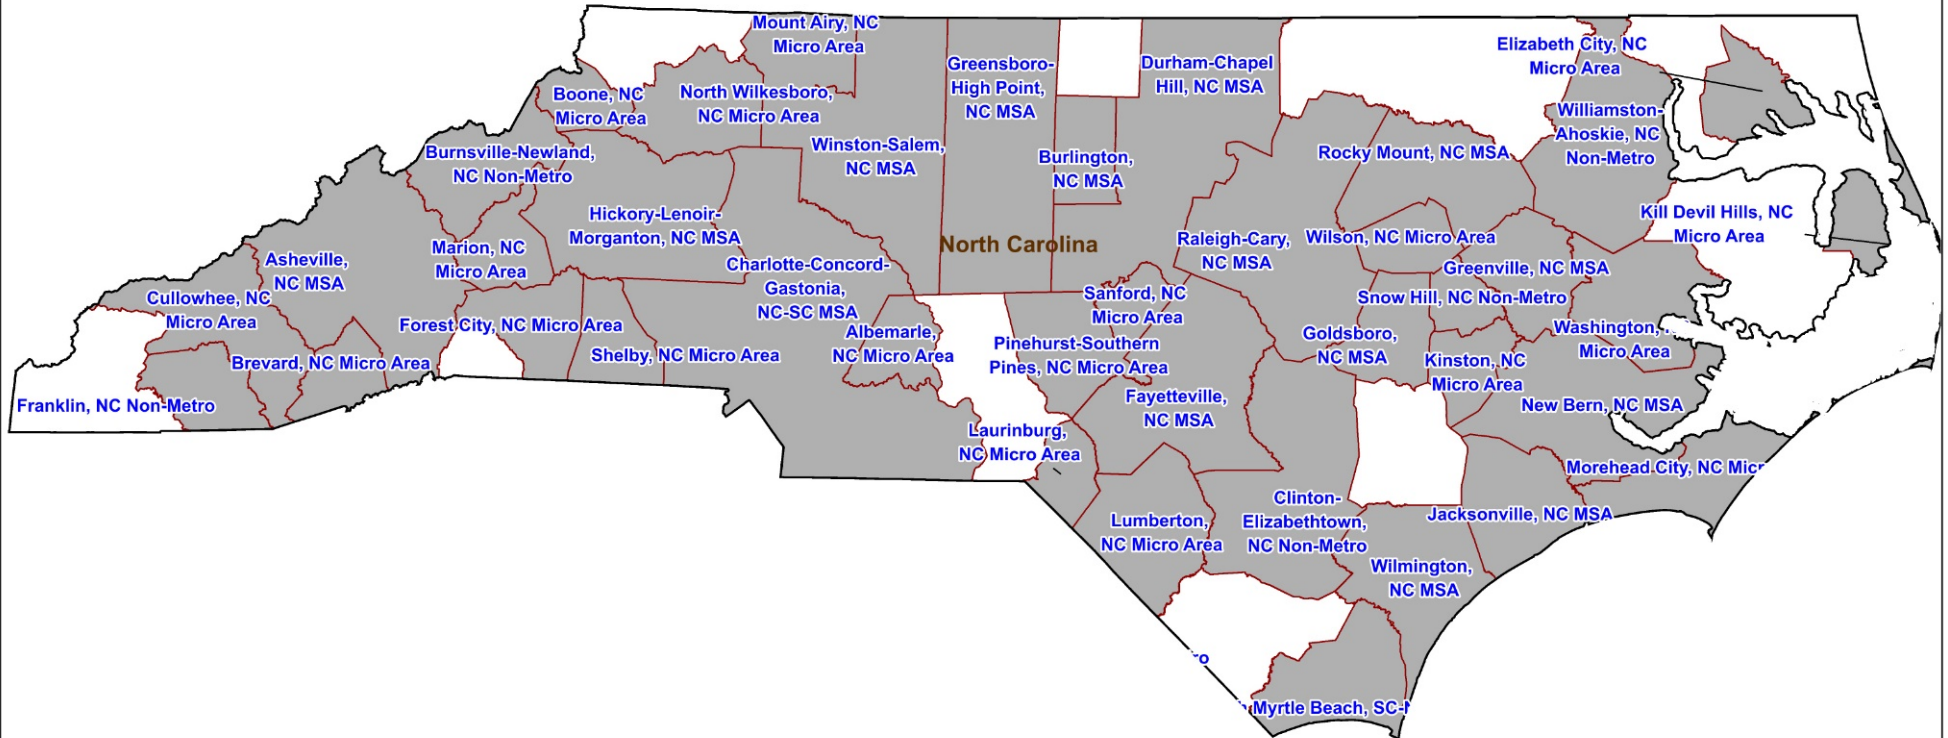 Mount Airy, NC
Micro Area
Elizabeth City, NC
Micro Area
Greensboro-
High Point,
NC MSA
Durham-Chapel
Hill, NC MSA
Boone, NC
Micro Area
North Wilkesboro,
NC Micro Area
Williamston-
Ahoskie, NC
Non-Metro
Burnsville-Newland,
NC Non-Metro
Winston-Salem,
NC MSA
Burlington,
NC MSA
Rocky Mount, NC MSA
Hickory-Lenoir-
Morganton, NC MSA
Kill Devil Hills, NC
Micro Area
Marion, NC
Micro Area
North Carolina
Raleigh-Cary,
NC MSA
Wilson, NC Micro Area
Asheville,
NC MSA
Charlotte-Concord-
Gastonia,
NC-SC MSA
Greenville, NC MSA
Cullowhee, NC
Micro Area
Sanford, NC
Micro Area
Snow Hill, NC Non-Metro
Forest City, NC Micro Area
Albemarle,
NC Micro Area
Goldsboro,
NC MSA
Washington,
Micro Area
Shelby, NC Micro Area
Pinehurst-Southern
Pines, NC Micro Area
Brevard, NC Micro Area
Kinston, NC
Micro Area
Franklin, NC Non-Metro
Fayetteville,
NC MSA
New Bern, NC MSA
Laurinburg,
NC Micro Area
Morehead City, NC Micr
Clinton-
Elizabethtown,
NC Non-Metro
Lumberton,
NC Micro Area
Jacksonville, NC MSA
Wilmington,
NC MSA
ro
Myrtle Beach, SC-